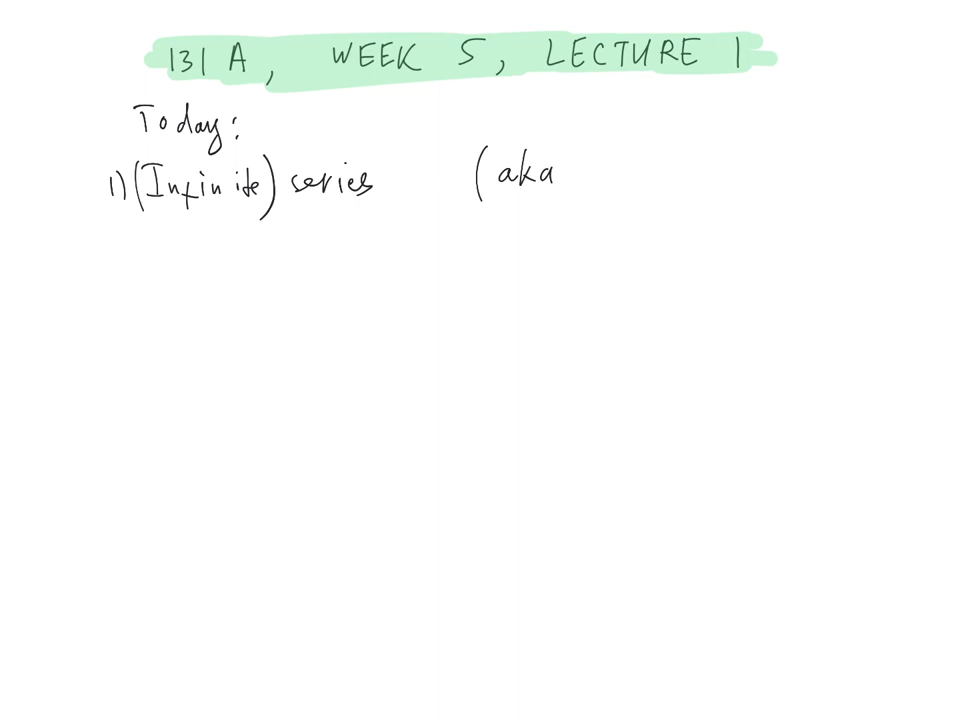 131 A, WEEK 5, LECTURE 1
Today:
1) (Infinite) series (aka